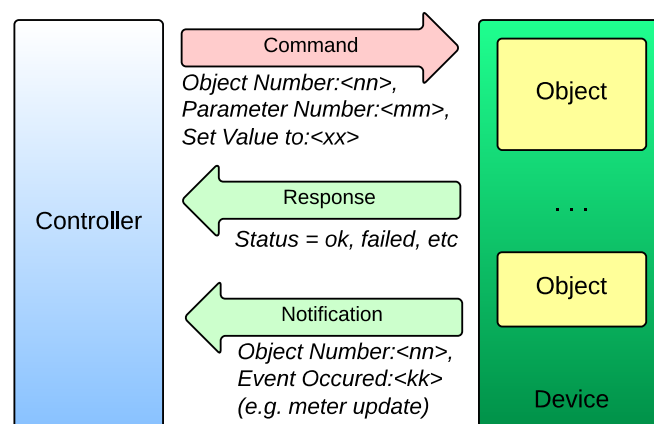 Command
Object Number:<nn>,
Parameter Number:<mm>,
Set Value to:<xx>
Response
Status = ok, failed, etc
Notification
Object Number:<nn>,
Event Occured:<kk>
(e.g. meter update)
Controller
Object
. . .
Object
Device